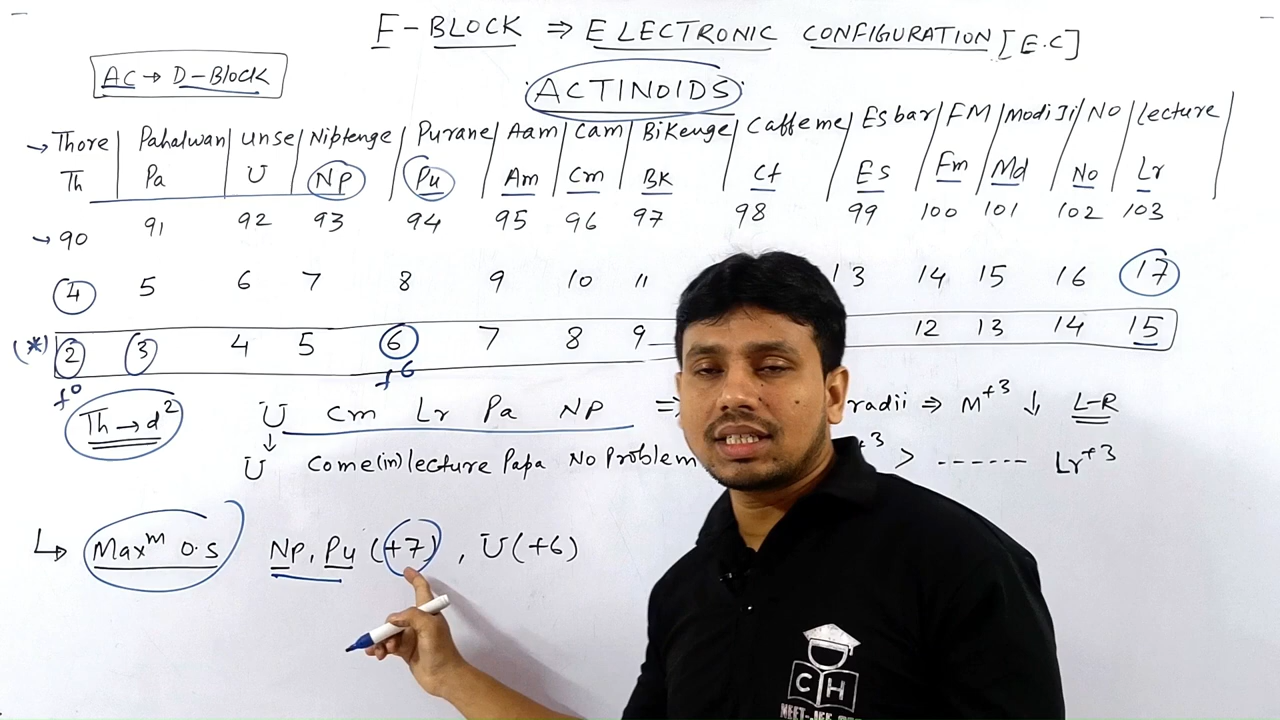 F-BLOCK ⇒ ELECTRONIC CONFIGURATION [E.C]
AC → D-BLOCK
ACTINOIDS
→ Thore | Pahalwan | Unse | Niptenge | Purane | Aam | Cam | BiKenge | Caffeme | Esbar | FM | ModiJi | NO | lecture
Th Pa U Np Pu Am Cm BK Cf Es Fm Md No Lr
→ 90 91 92 93 94 95 96 97 98 99 100 101 102 103
4 5 6 7 8 9 10 11 13 14 15 16 17
(*) 2 3 4 5 6 7 8 9 12 13 14 15
f⁰ f⁶
Th → d² U Cm Lr Pa NP ⇒ radii ⇒ M⁺³ ↓ L-R
↓
U Come(in) lecture Papa No Problem ⁺³ > ------ Lr⁺³
↳ Maxᵐ O.S Np, Pu (+7), U(+6)
CH